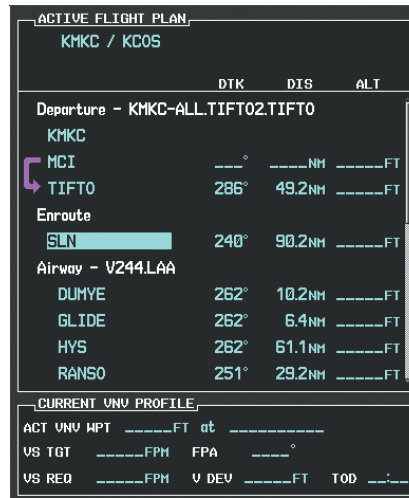 ACTIVE FLIGHT PLAN
KMKC / KCOS
DTK DIS ALT
Departure – KMKC-ALL.TIFTO2.TIFTO
KMKC
MCI ___° ____NM _____FT
TIFTO 286° 49.2NM _____FT
Enroute
SLN 240° 90.2NM _____FT
Airway – V244.LAA
DUMYE 262° 10.2NM _____FT
GLIDE 262° 6.4NM _____FT
HYS 262° 61.1NM _____FT
RANSO 251° 29.2NM _____FT
CURRENT VNV PROFILE
ACT VNV WPT _____FT at __________
VS TGT _____FPM FPA ____°
VS REQ _____FPM V DEV _____FT TOD __:__